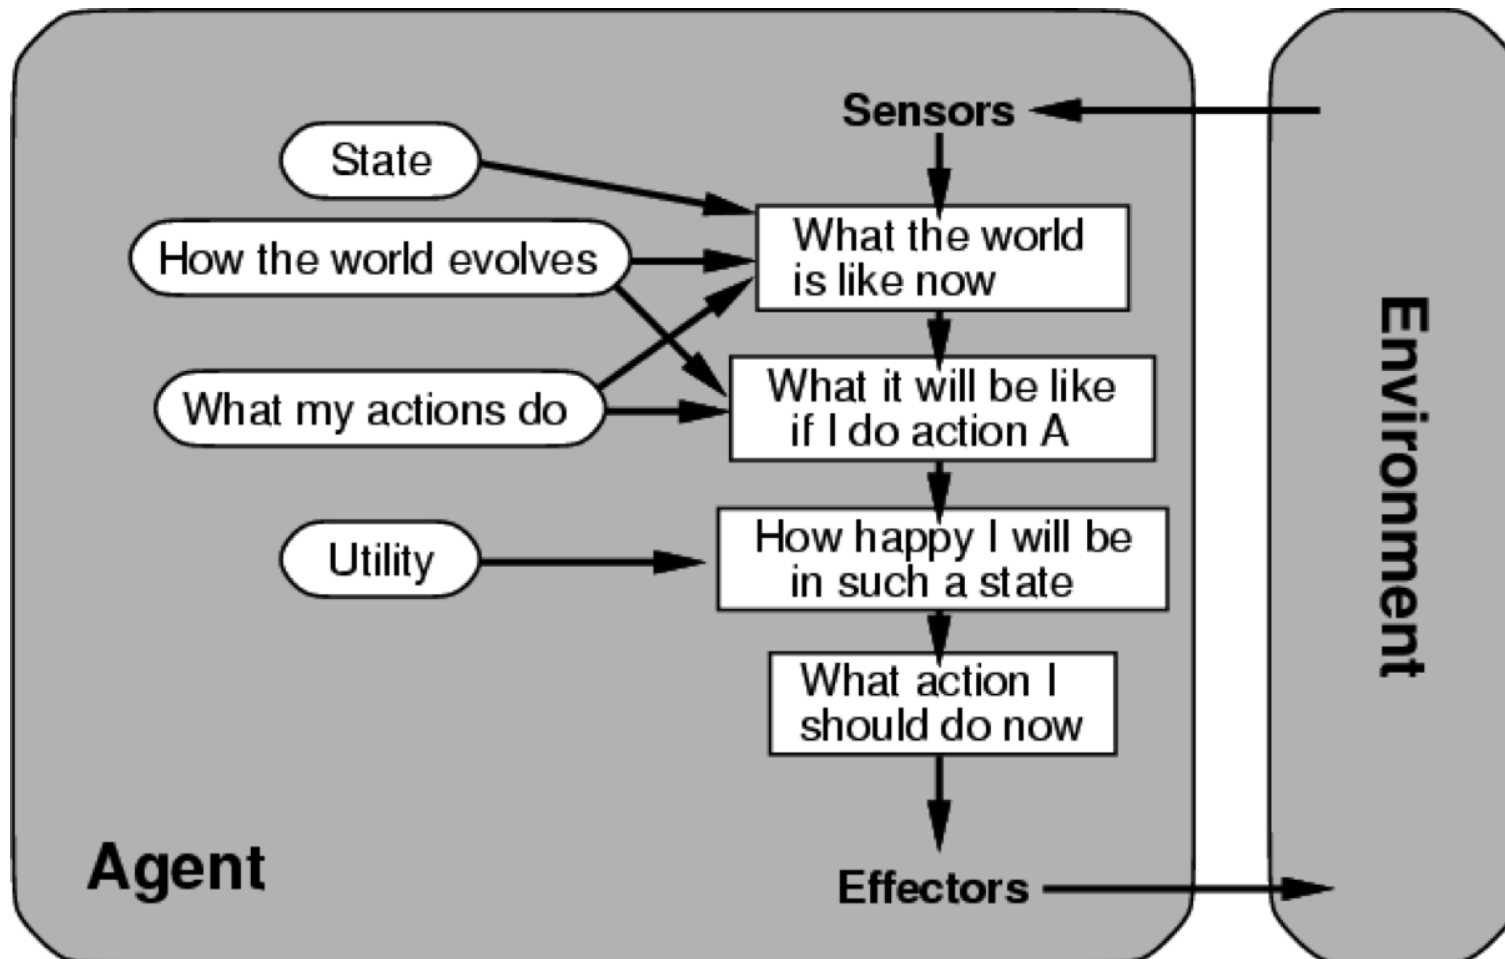 Sensors
State
What the world
is like now
How the world evolves
What it will be like
if I do action A
What my actions do
How happy I will be
in such a state
Utility
What action I
should do now
Effectors
Agent
Environment